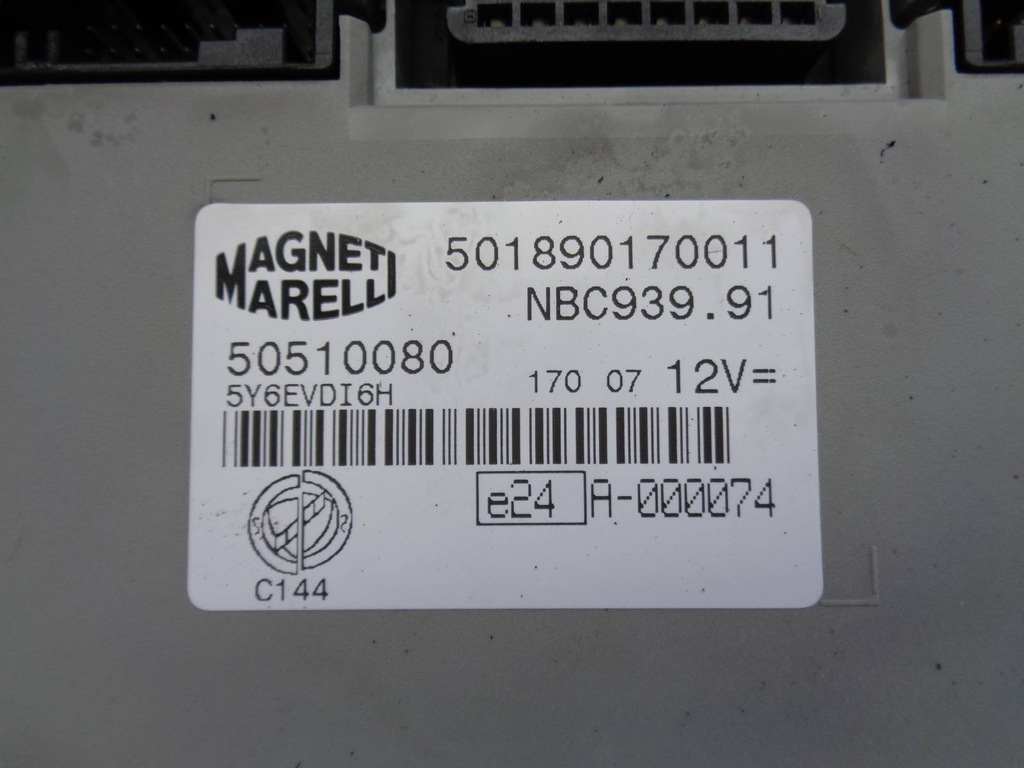 MAGNETI
MARELLI
501890170011
NBC939.91
50510080
5Y6EVDI6H
170 07 12V=
e24 A-000074
C144